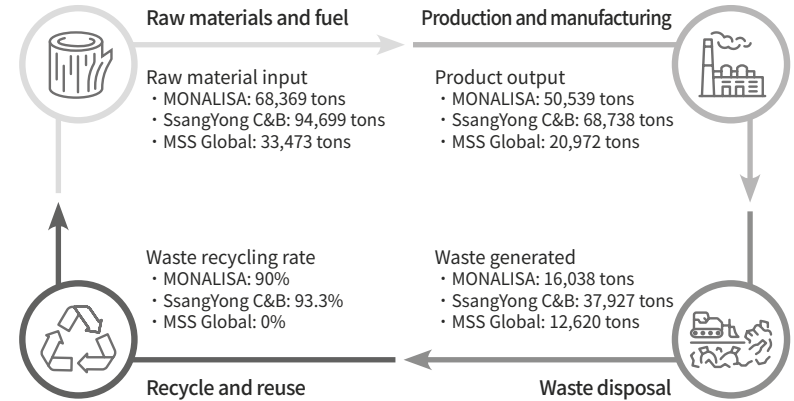 Raw materials and fuel
Raw material input
· MONALISA: 68,369 tons
· SsangYong C&B: 94,699 tons
· MSS Global: 33,473 tons
Production and manufacturing
Product output
· MONALISA: 50,539 tons
· SsangYong C&B: 68,738 tons
· MSS Global: 20,972 tons
Waste recycling rate
· MONALISA: 90%
· SsangYong C&B: 93.3%
· MSS Global: 0%
Recycle and reuse
Waste generated
· MONALISA: 16,038 tons
· SsangYong C&B: 37,927 tons
· MSS Global: 12,620 tons
Waste disposal